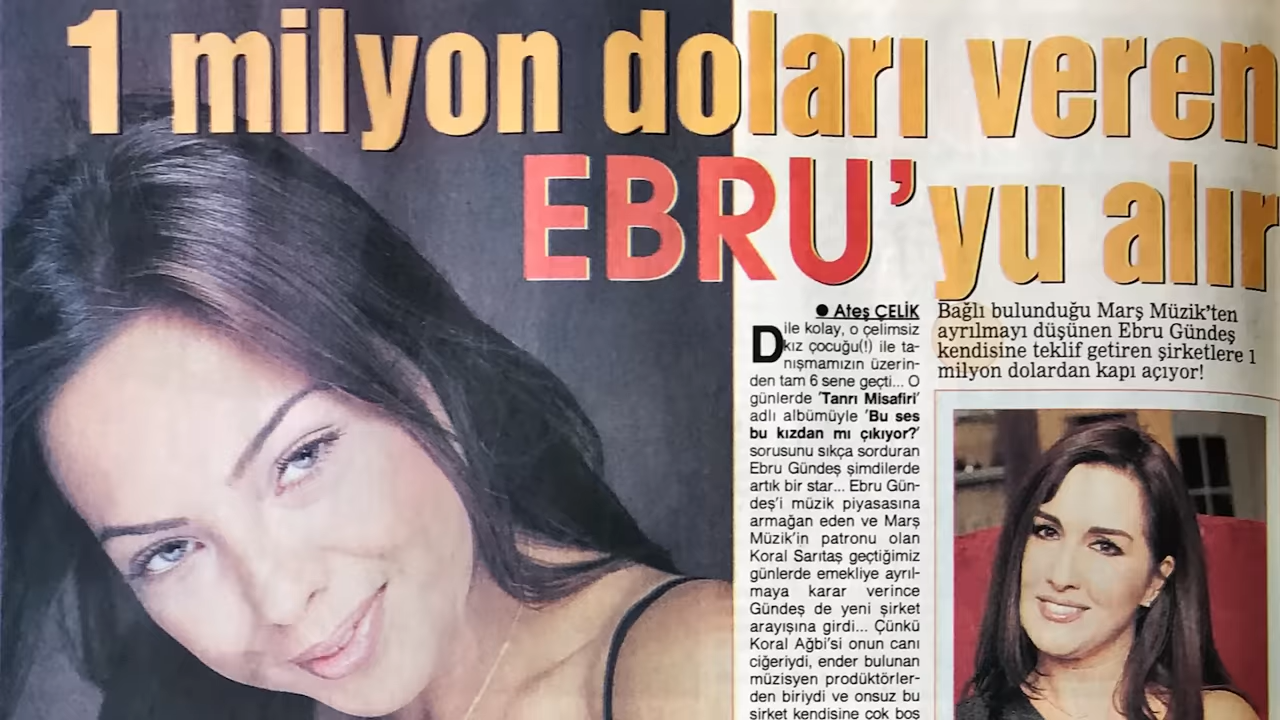 1 milyon doları veren
EBRU'yu alır
● Ateş ÇELİK
Dile kolay, o çelimsiz
kız çocuğu(!) ile ta-
nışmamızın üzerin-
den tam 6 sene geçti... O
günlerde 'Tanrı Misafiri'
adlı albümüyle 'Bu ses
bu kızdan mı çıkıyor?'
sorusunu sıkça sorduran
Ebru Gündeş şimdilerde
artık bir star... Ebru Gün-
deş'i müzik piyasasına
armağan eden ve Marş
Müzik'in patronu olan
Koral Sarıtaş geçtiğimiz
günlerde emekliye ayrıl-
maya karar verince
Gündeş de yeni şirket
arayışına girdi... Çünkü
Koral Ağbi'si onun canı
ciğeriydi, ender bulunan
müzisyen prodüktörler-
den biriydi ve onsuz bu
şirket kendisine çok boş
Bağlı bulunduğu Marş Müzik'ten
ayrılmayı düşünen Ebru Gündeş
kendisine teklif getiren şirketlere 1
milyon dolardan kapı açıyor!